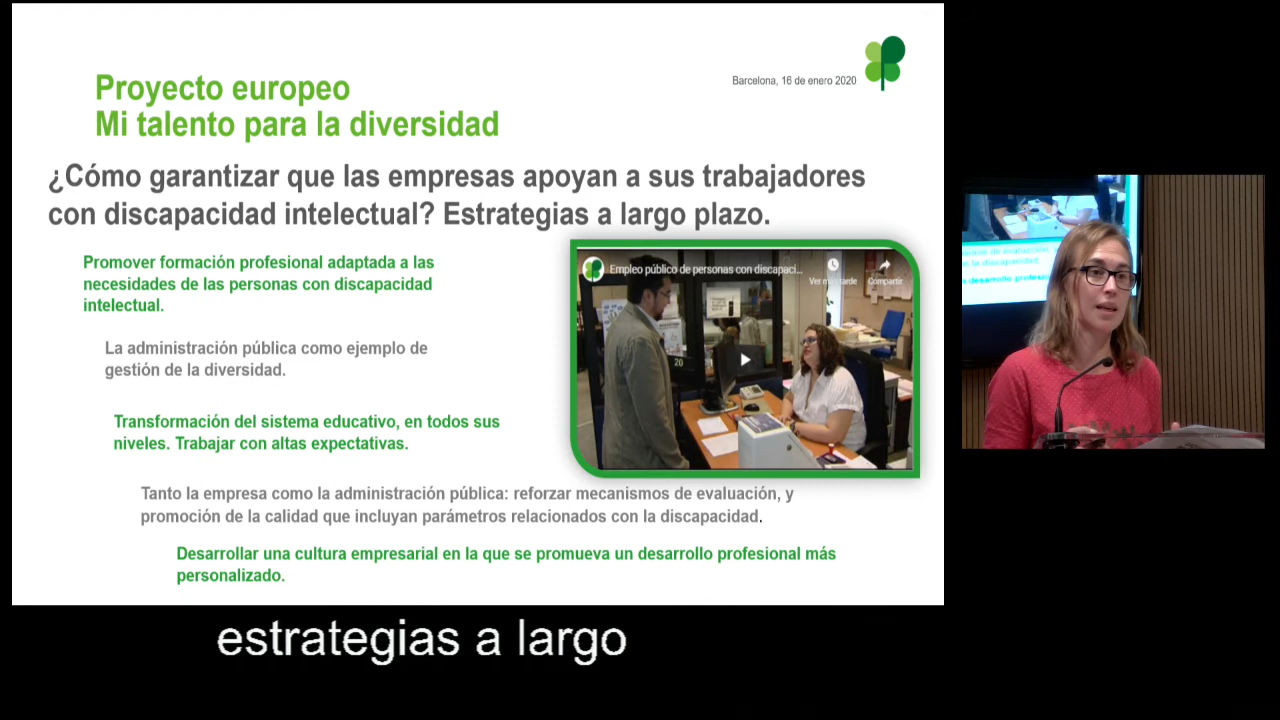 Barcelona, 16 de enero 2020
Proyecto europeo
Mi talento para la diversidad
¿Cómo garantizar que las empresas apoyan a sus trabajadores
con discapacidad intelectual? Estrategias a largo plazo.
Promover formación profesional adaptada a las
necesidades de las personas con discapacidad
intelectual.
La administración pública como ejemplo de
gestión de la diversidad.
Transformación del sistema educativo, en todos sus
niveles. Trabajar con altas expectativas.
Empleo público de personas con discapaci...
Ver más tarde
Compartir
20
Tanto la empresa como la administración pública: reforzar mecanismos de evaluación, y
promoción de la calidad que incluyan parámetros relacionados con la discapacidad.
Desarrollar una cultura empresarial en la que se promueva un desarrollo profesional más
personalizado.
estrategias a largo